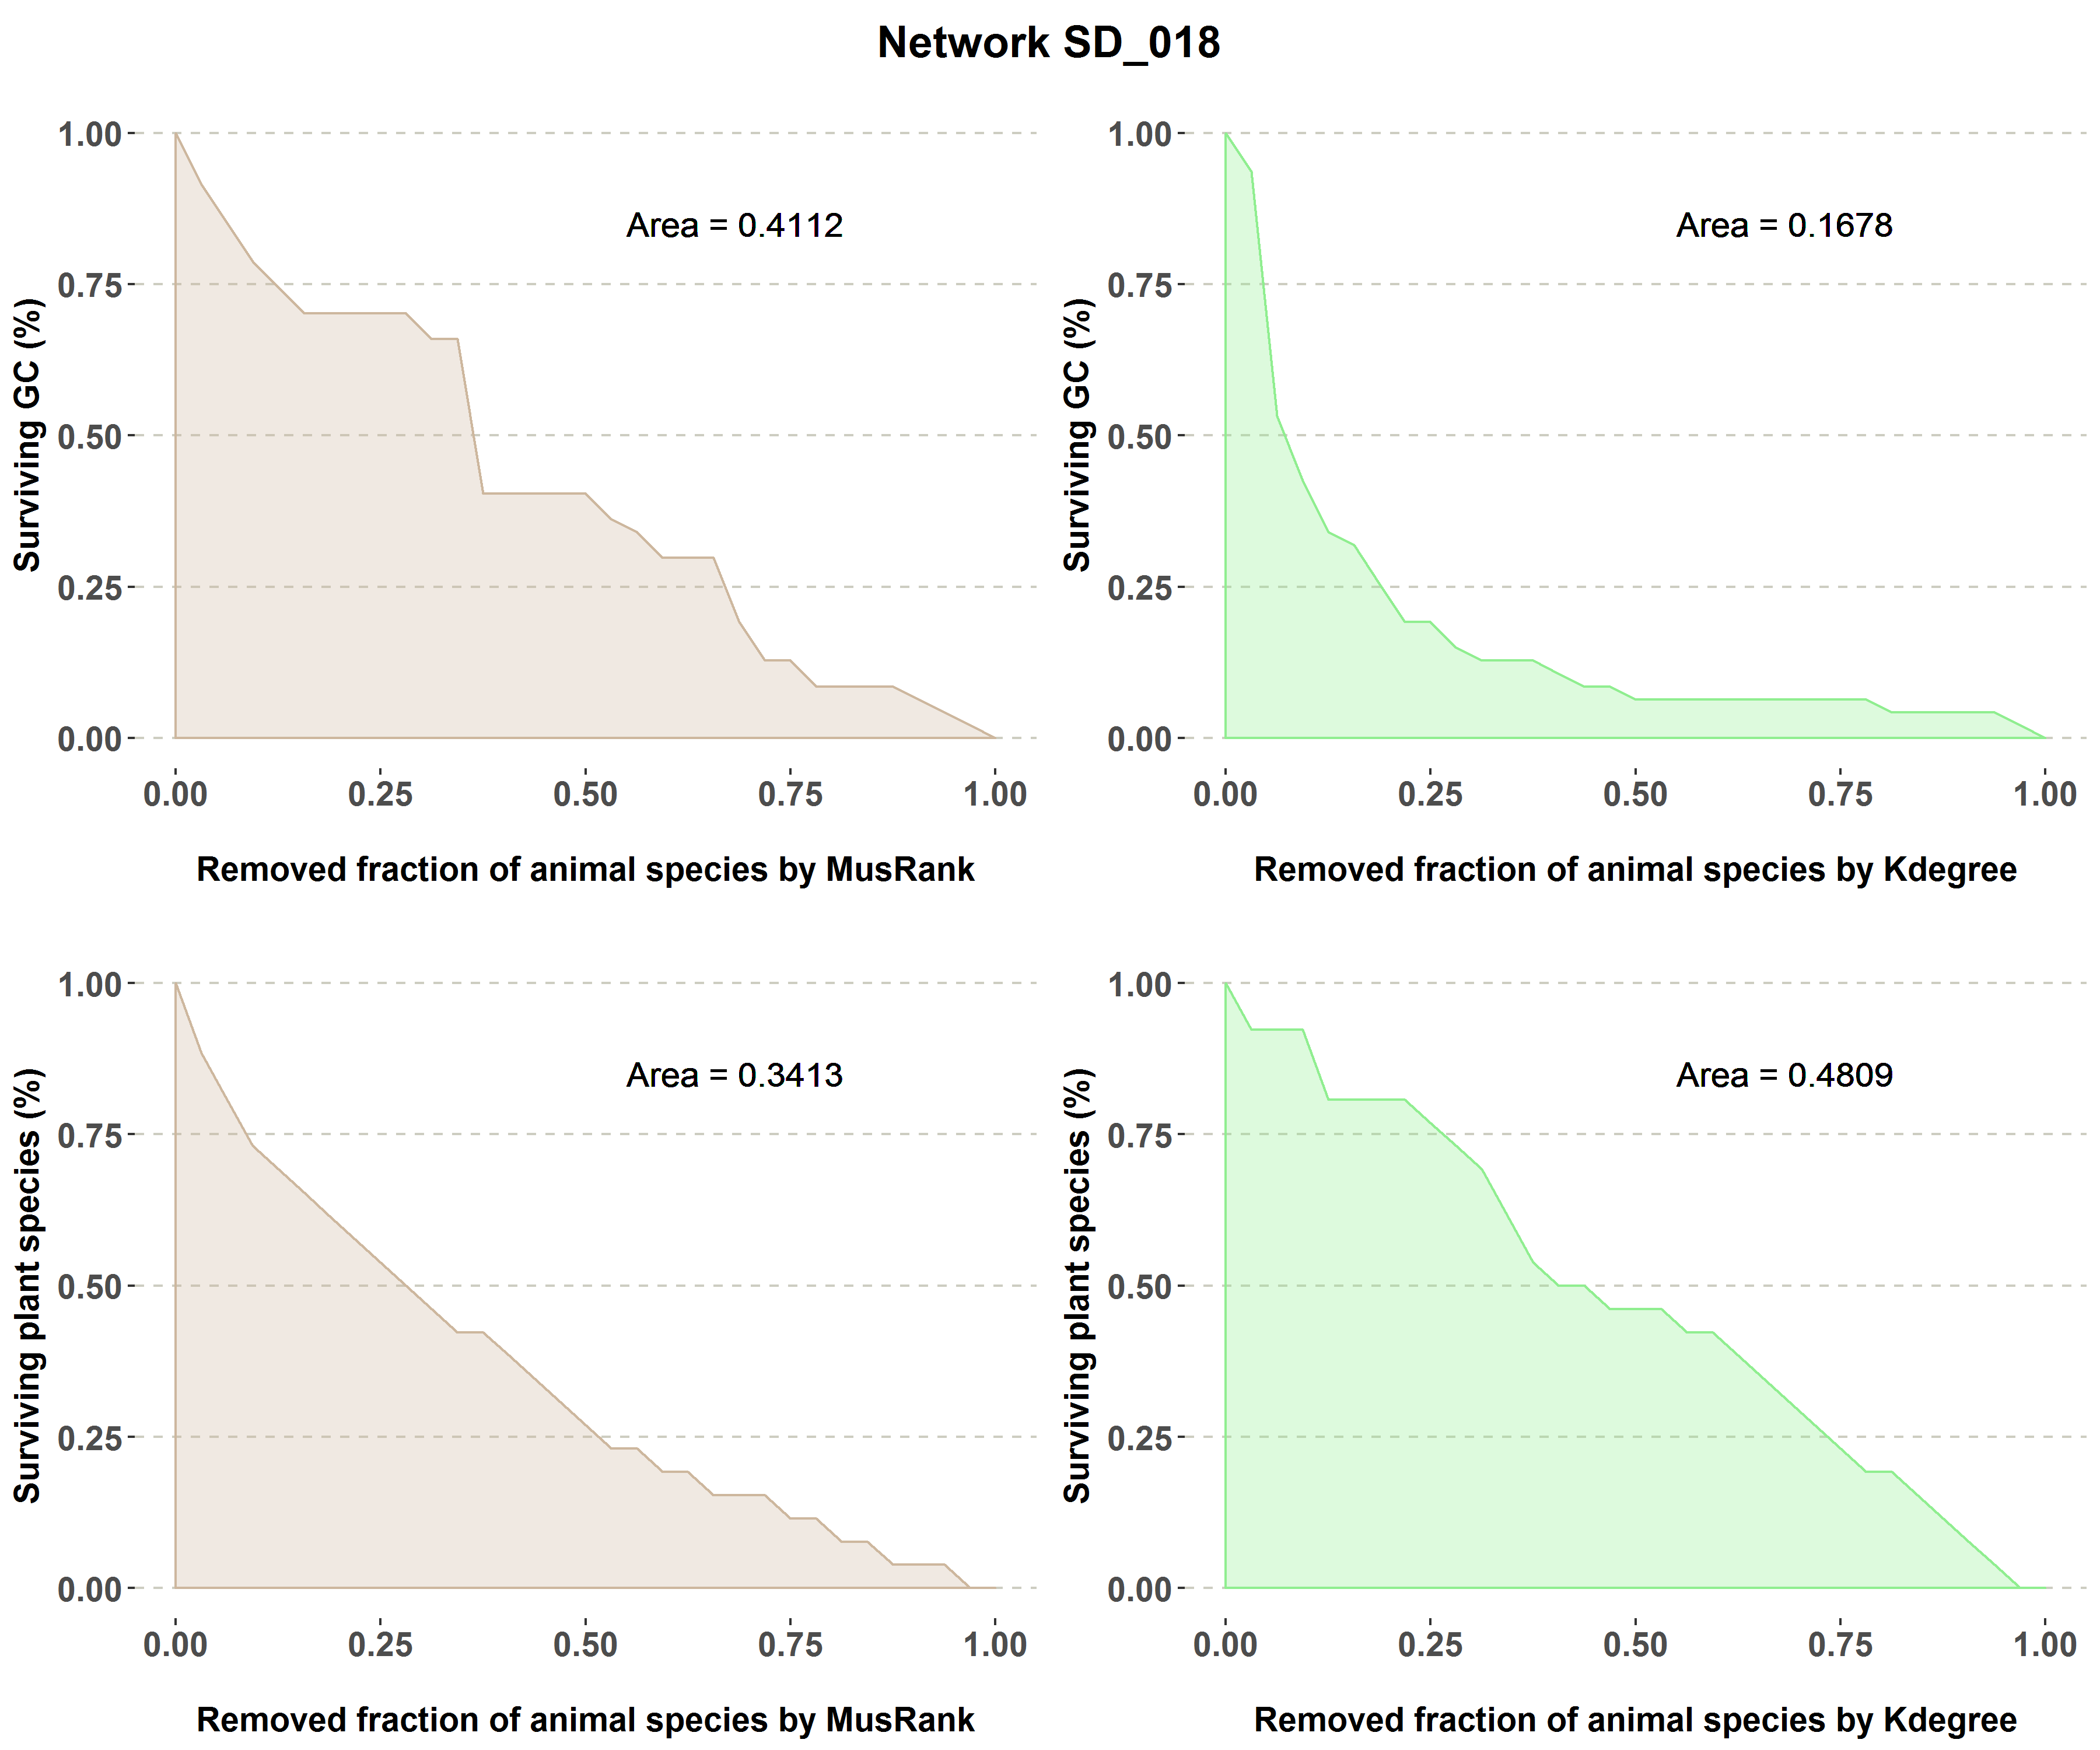 Network SD_018
Surviving GC (%)
1.00
0.75
0.50
0.25
0.00
Area = 0.4112
0.00 0.25 0.50 0.75 1.00
Removed fraction of animal species by MusRank
Surviving GC (%)
1.00
0.75
0.50
0.25
0.00
Area = 0.1678
0.00 0.25 0.50 0.75 1.00
Removed fraction of animal species by Kdegree
Surviving plant species (%)
1.00
0.75
0.50
0.25
0.00
Area = 0.3413
0.00 0.25 0.50 0.75 1.00
Removed fraction of animal species by MusRank
Surviving plant species (%)
1.00
0.75
0.50
0.25
0.00
Area = 0.4809
0.00 0.25 0.50 0.75 1.00
Removed fraction of animal species by Kdegree